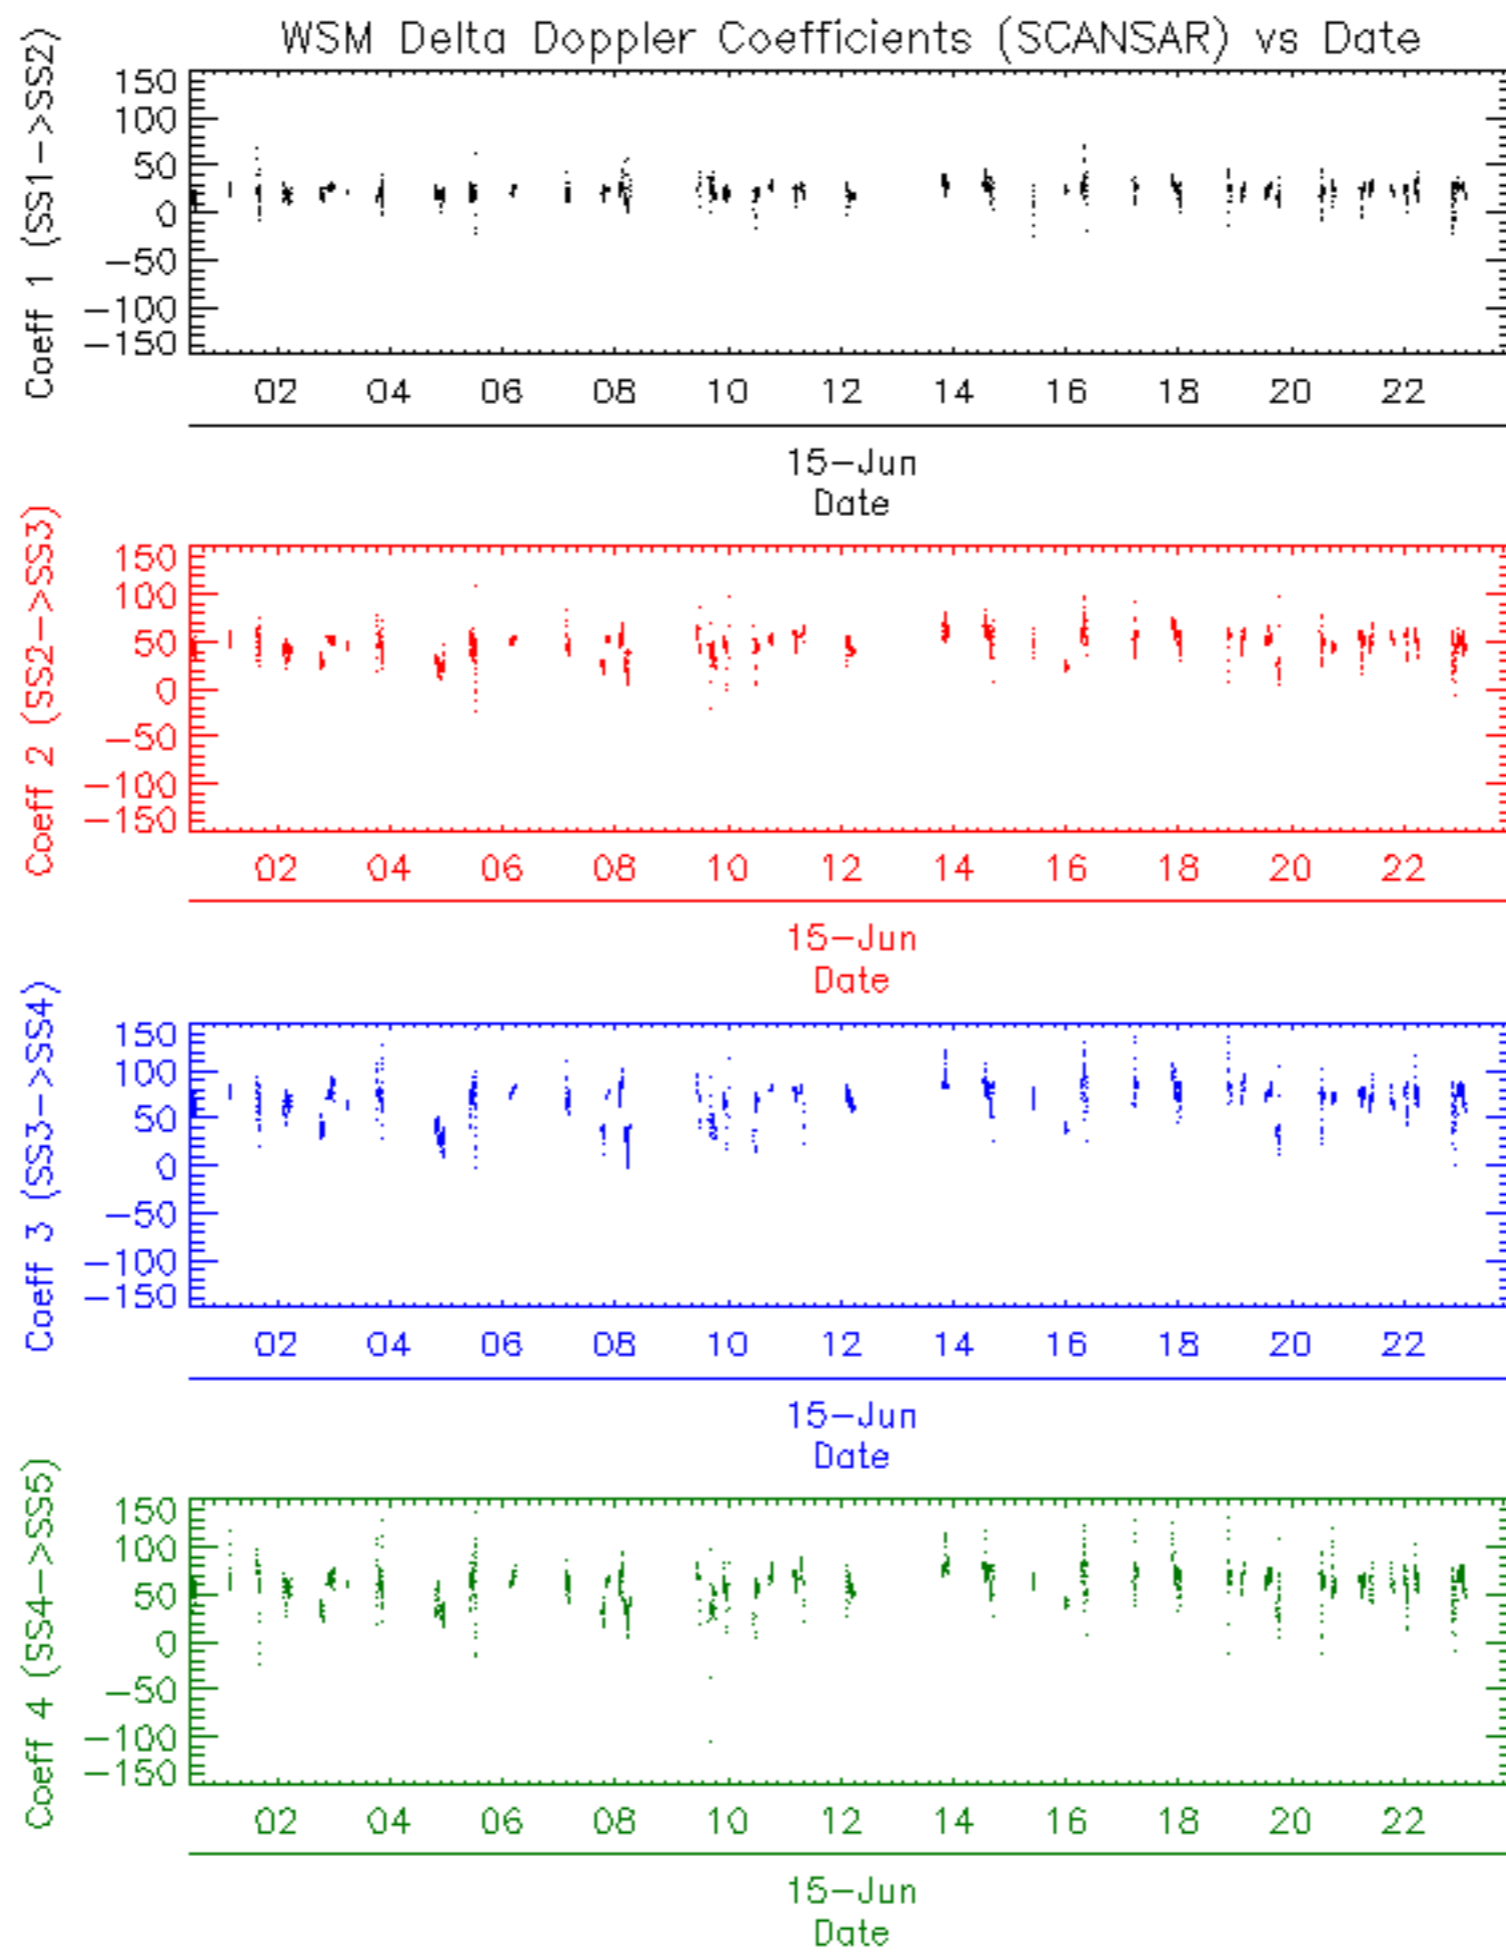 WSM Delta Doppler Coefficients (SCANSAR) vs Date
Coeff 1 (SS1->SS2)
150
100
50
0
-50
-100
-150
02 04 06 08 10 12 14 16 18 20 22
15-Jun
Date
Coeff 2 (SS2->SS3)
150
100
50
0
-50
-100
-150
02 04 06 08 10 12 14 16 18 20 22
15-Jun
Date
Coeff 3 (SS3->SS4)
150
100
50
0
-50
-100
-150
02 04 06 08 10 12 14 16 18 20 22
15-Jun
Date
Coeff 4 (SS4->SS5)
150
100
50
0
-50
-100
-150
02 04 06 08 10 12 14 16 18 20 22
15-Jun
Date